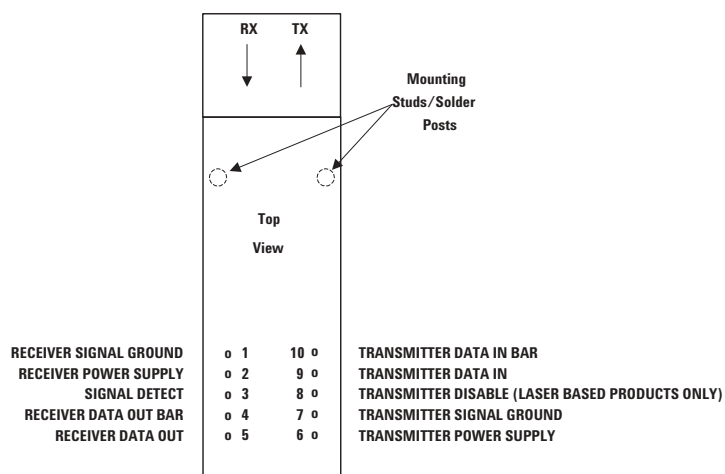 RX TX
Mounting
Studs/Solder
Posts
Top
View
RECEIVER SIGNAL GROUND o 1 10 o TRANSMITTER DATA IN BAR
RECEIVER POWER SUPPLY o 2 9 o TRANSMITTER DATA IN
SIGNAL DETECT o 3 8 o TRANSMITTER DISABLE (LASER BASED PRODUCTS ONLY)
RECEIVER DATA OUT BAR o 4 7 o TRANSMITTER SIGNAL GROUND
RECEIVER DATA OUT o 5 6 o TRANSMITTER POWER SUPPLY